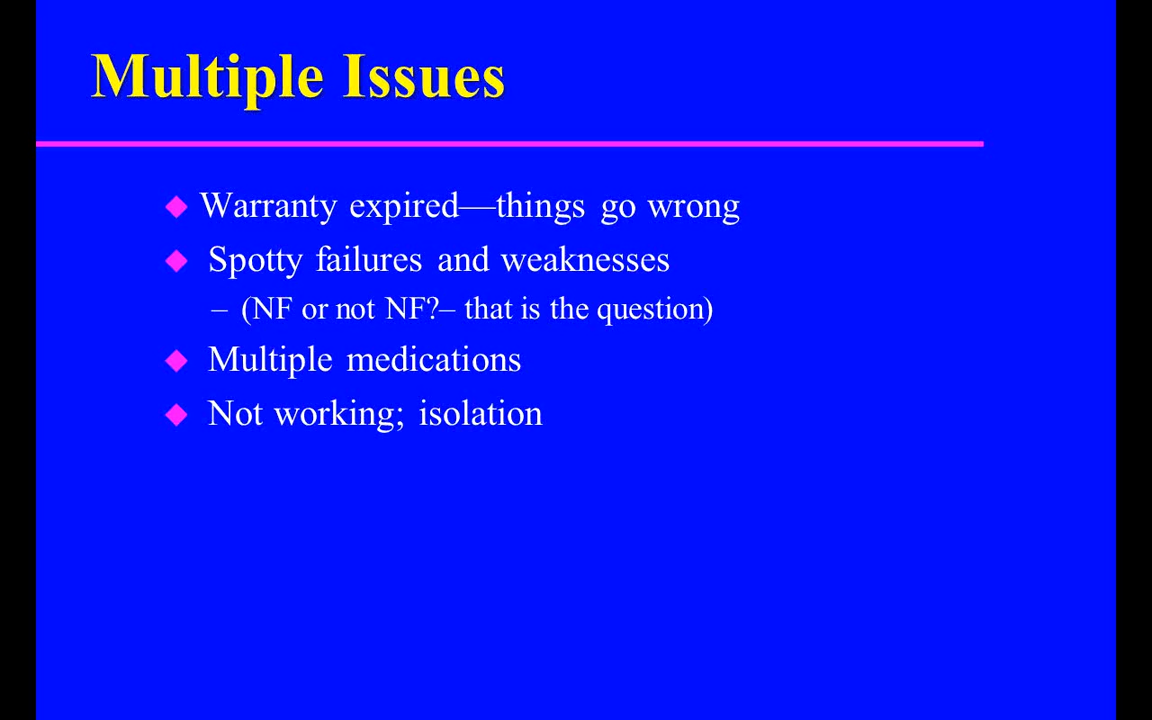 Multiple Issues
Warranty expired—things go wrong
Spotty failures and weaknesses
– (NF or not NF?– that is the question)
Multiple medications
Not working; isolation